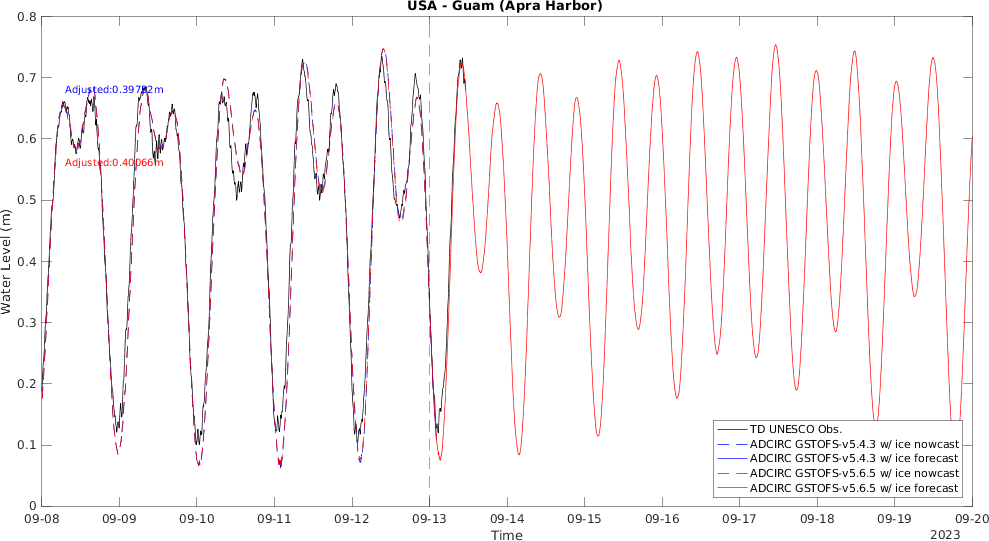 USA - Guam (Apra Harbor)
0.8
0.7
0.6
0.5
0.4
0.3
0.2
0.1
0
Water Level (m)
Adjusted:0.39752m
Adjusted:0.40066m
TD UNESCO Obs.
ADCIRC GSTOFS-v5.4.3 w/ ice nowcast
ADCIRC GSTOFS-v5.4.3 w/ ice forecast
ADCIRC GSTOFS-v5.6.5 w/ ice nowcast
ADCIRC GSTOFS-v5.6.5 w/ ice forecast
09-08 09-09 09-10 09-11 09-12 09-13 09-14 09-15 09-16 09-17 09-18 09-19 09-20
Time
2023